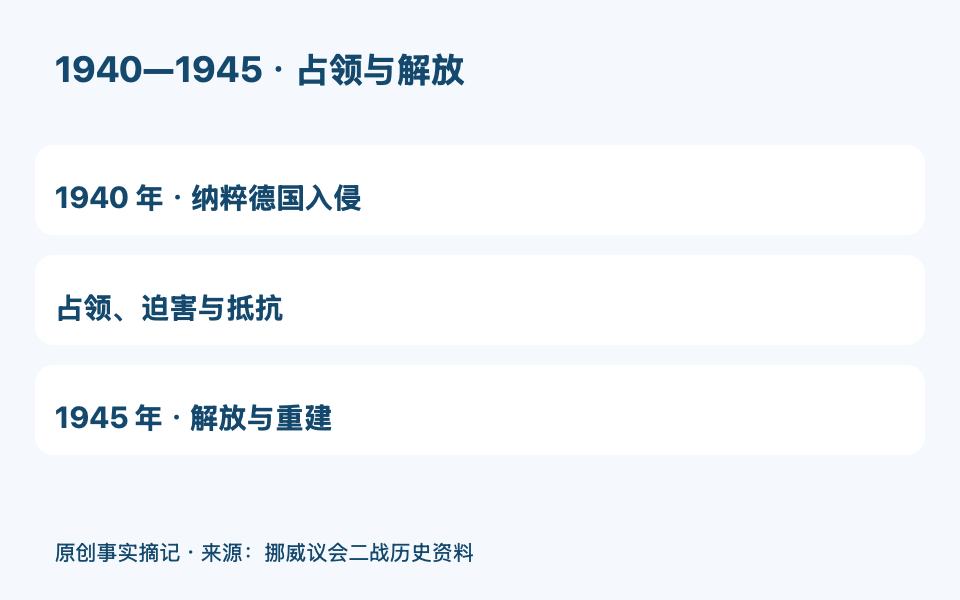 1940—1945 · 占领与解放
1940 年 · 纳粹德国入侵
占领、迫害与抵抗
1945 年 · 解放与重建
原创事实摘记 · 来源：挪威议会二战历史资料